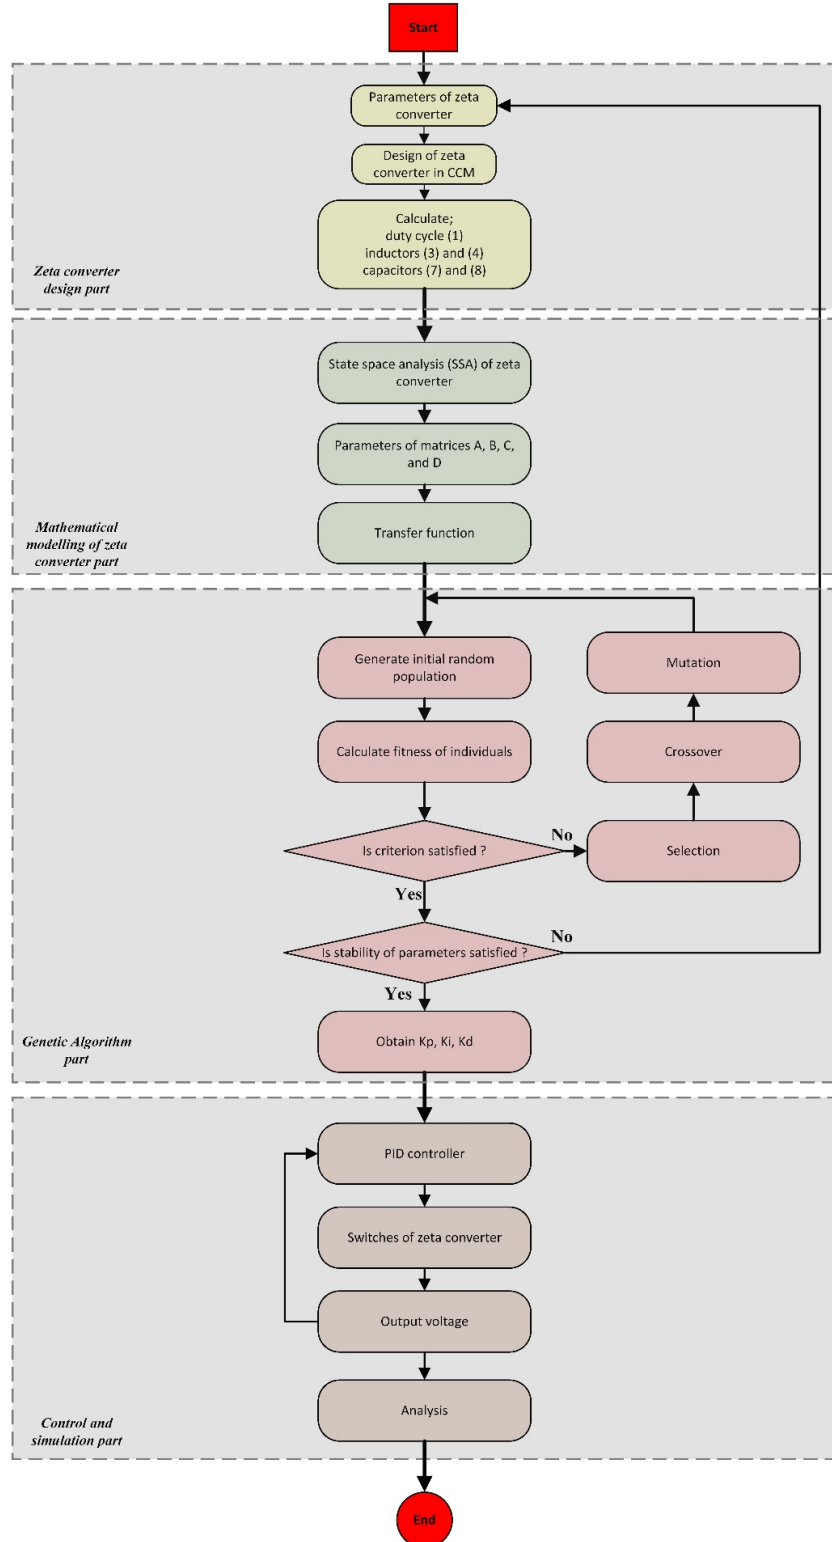 Start
Parameters of zeta
converter
Design of zeta
converter in CCM
Calculate;
duty cycle (1)
inductors (3) and (4)
capacitors (7) and (8)
Zeta converter
design part
State space analysis (SSA) of zeta
converter
Parameters of matrices A, B, C,
and D
Transfer function
Mathematical
modelling of zeta
converter part
Generate initial random
population
Mutation
Calculate fitness of individuals
Crossover
Is criterion satisfied ?
No
Selection
Yes
Is stability of parameters satisfied ?
No
Yes
Obtain Kp, Ki, Kd
Genetic Algorithm
part
PID controller
Switches of zeta converter
Output voltage
Analysis
Control and
simulation part
End